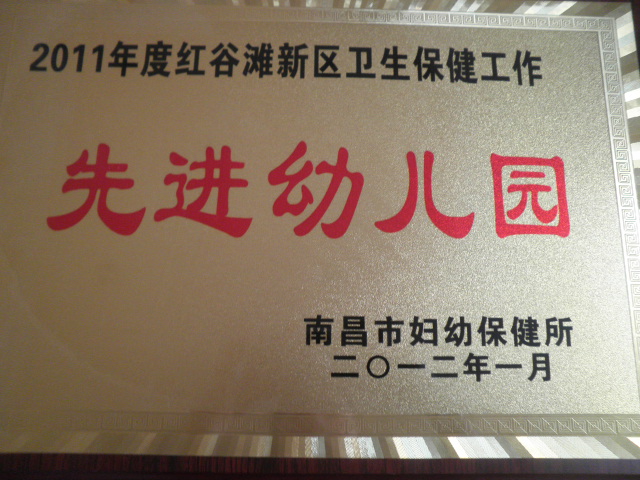 2011年度红谷滩新区卫生保健工作
先进幼儿园
南昌市妇幼保健所
二〇一二年一月